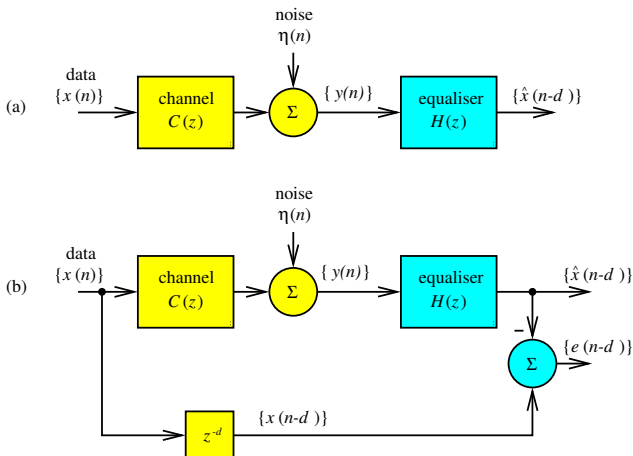 noise
η(n)
data
{x(n)}
(a)
channel
C(z)
Σ
{ y(n)}
equaliser
H(z)
{x̂(n-d )}
noise
η(n)
data
{x(n)}
(b)
channel
C(z)
Σ
{ y(n)}
equaliser
H(z)
{x̂(n-d )}
−
Σ
{e (n-d )}
z^-d
{x (n-d )}